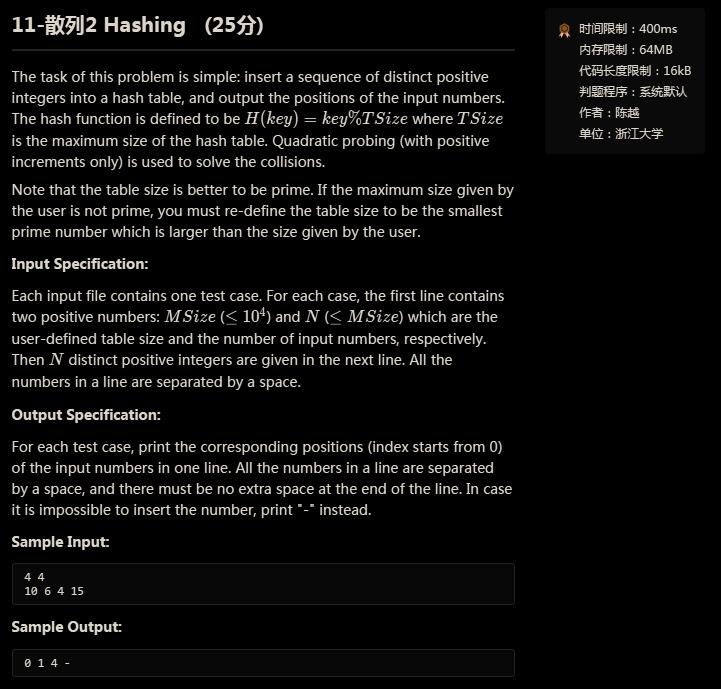 11-散列2 Hashing (25分)
The task of this problem is simple: insert a sequence of distinct positive
integers into a hash table, and output the positions of the input numbers.
The hash function is defined to be H(key) = key%TSize where TSize
is the maximum size of the hash table. Quadratic probing (with positive
increments only) is used to solve the collisions.
Note that the table size is better to be prime. If the maximum size given by
the user is not prime, you must re-define the table size to be the smallest
prime number which is larger than the size given by the user.
Input Specification:
Each input file contains one test case. For each case, the first line contains
two positive numbers: MSize (≤ 10⁴) and N (≤ MSize) which are the
user-defined table size and the number of input numbers, respectively.
Then N distinct positive integers are given in the next line. All the
numbers in a line are separated by a space.
Output Specification:
For each test case, print the corresponding positions (index starts from 0)
of the input numbers in one line. All the numbers in a line are separated
by a space, and there must be no extra space at the end of the line. In case
it is impossible to insert the number, print "-" instead.
Sample Input:
4 4
10 6 4 15
Sample Output:
0 1 4 -
时间限制：400ms
内存限制：64MB
代码长度限制：16kB
判题程序：系统默认
作者：陈越
单位：浙江大学